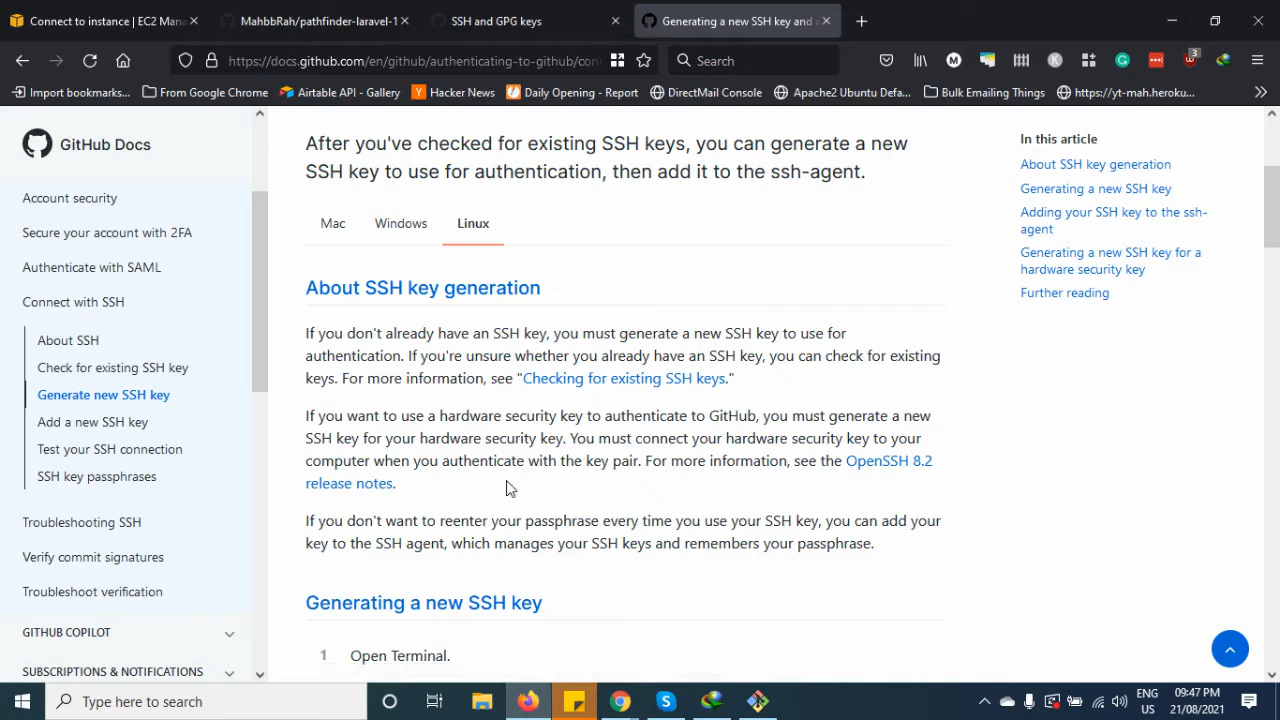 Connect to instance | EC2 Mana
MahbbRah/pathfinder-laravel-1
SSH and GPG keys
Generating a new SSH key and a
https://docs.github.com/en/github/authenticating-to-github/con
Search
3
Import bookmarks...
From Google Chrome
Airtable API - Gallery
Hacker News
Daily Opening - Report
DirectMail Console
Apache2 Ubuntu Defa...
Bulk Emailing Things
https://yt-mah.heroku...
GitHub Docs
Account security
Secure your account with 2FA
Authenticate with SAML
Connect with SSH
About SSH
Check for existing SSH key
Generate new SSH key
Add a new SSH key
Test your SSH connection
SSH key passphrases
Troubleshooting SSH
Verify commit signatures
Troubleshoot verification
GITHUB COPILOT
SUBSCRIPTIONS & NOTIFICATIONS
After you've checked for existing SSH keys, you can generate a new
SSH key to use for authentication, then add it to the ssh-agent.
Mac
Windows
Linux
About SSH key generation
If you don't already have an SSH key, you must generate a new SSH key to use for
authentication. If you're unsure whether you already have an SSH key, you can check for existing
keys. For more information, see "Checking for existing SSH keys."
If you want to use a hardware security key to authenticate to GitHub, you must generate a new
SSH key for your hardware security key. You must connect your hardware security key to your
computer when you authenticate with the key pair. For more information, see the OpenSSH 8.2
release notes.
If you don't want to reenter your passphrase every time you use your SSH key, you can add your
key to the SSH agent, which manages your SSH keys and remembers your passphrase.
Generating a new SSH key
1 Open Terminal.
In this article
About SSH key generation
Generating a new SSH key
Adding your SSH key to the ssh-
agent
Generating a new SSH key for a
hardware security key
Further reading
Type here to search
ENG
US
09:47 PM
21/08/2021